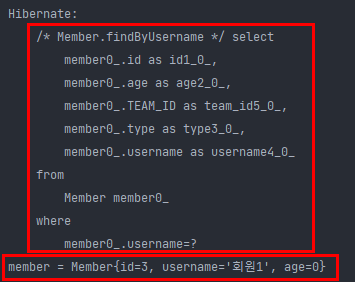 Hibernate:
/* Member.findByUsername */ select
member0_.id as id1_0_,
member0_.age as age2_0_,
member0_.TEAM_ID as team_id5_0_,
member0_.type as type3_0_,
member0_.username as username4_0_
from
Member member0_
where
member0_.username=?
member = Member{id=3, username='회원1', age=0}